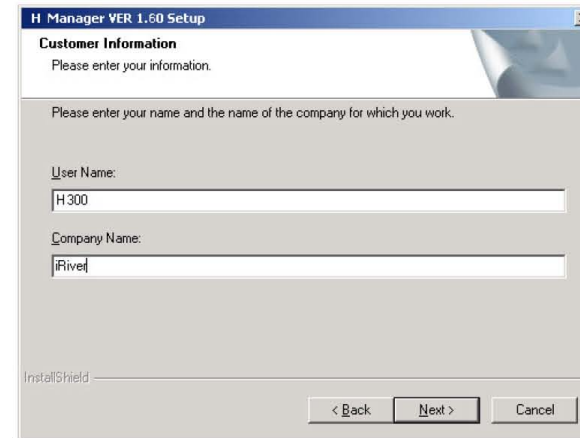 H Manager VER 1.60 Setup
Customer Information
Please enter your information.
Please enter your name and the name of the company for which you work.
User Name:
H300
Company Name:
iRiver
InstallShield
< Back Next > Cancel